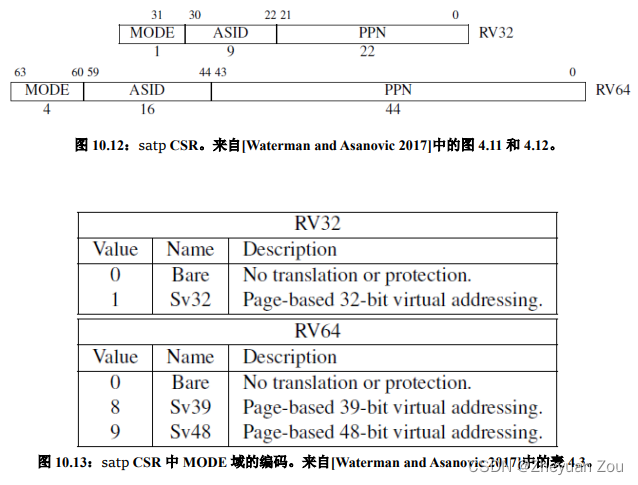 31 30 22 21 0
MODE ASID PPN RV32
1 9 22
63 60 59 44 43 0
MODE ASID PPN RV64
4 16 44
图 10.12：satp CSR。来自[Waterman and Asanovic 2017]中的图 4.11 和 4.12。
RV32
Value Name Description
0 Bare No translation or protection.
1 Sv32 Page-based 32-bit virtual addressing.
RV64
Value Name Description
0 Bare No translation or protection.
8 Sv39 Page-based 39-bit virtual addressing.
9 Sv48 Page-based 48-bit virtual addressing.
图 10.13：satp CSR 中 MODE 域的编码。来自[Waterman and Asanovic 2017]中的表 4.3。
CSDN @Zheyuan Zou